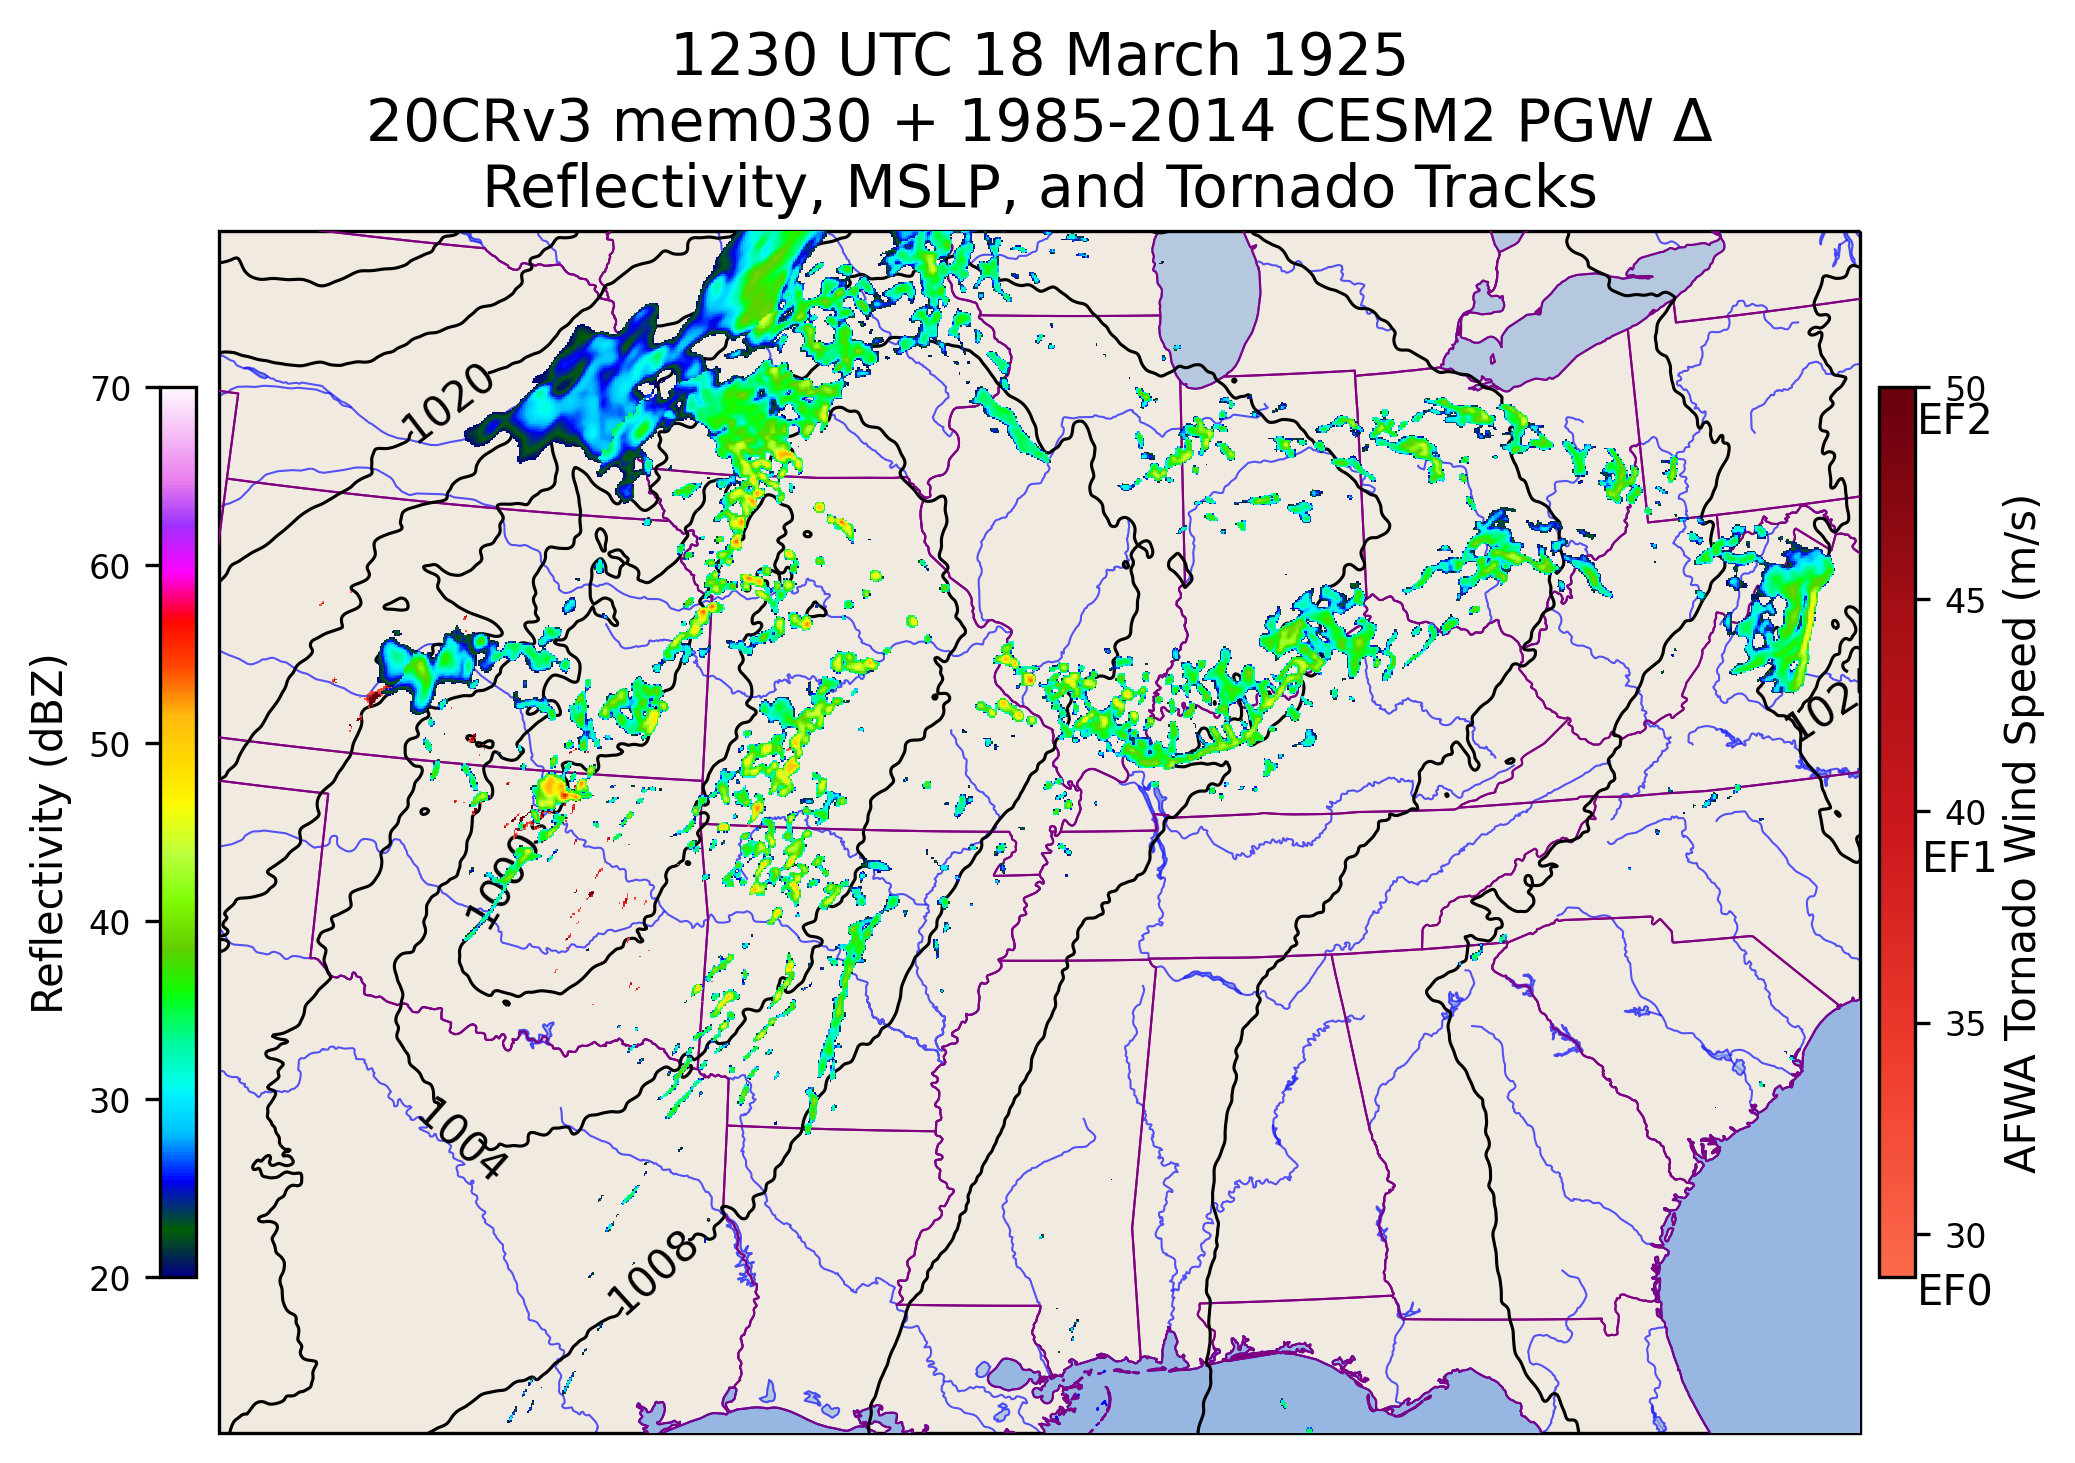 1230 UTC 18 March 1925
20CRv3 mem030 + 1985-2014 CESM2 PGW Δ
Reflectivity, MSLP, and Tornado Tracks
Reflectivity (dBZ)
70
60
50
40
30
20
1020
1000
1004
1008
50
EF2
45
40
EF1
35
30
EF0
AFWA Tornado Wind Speed (m/s)